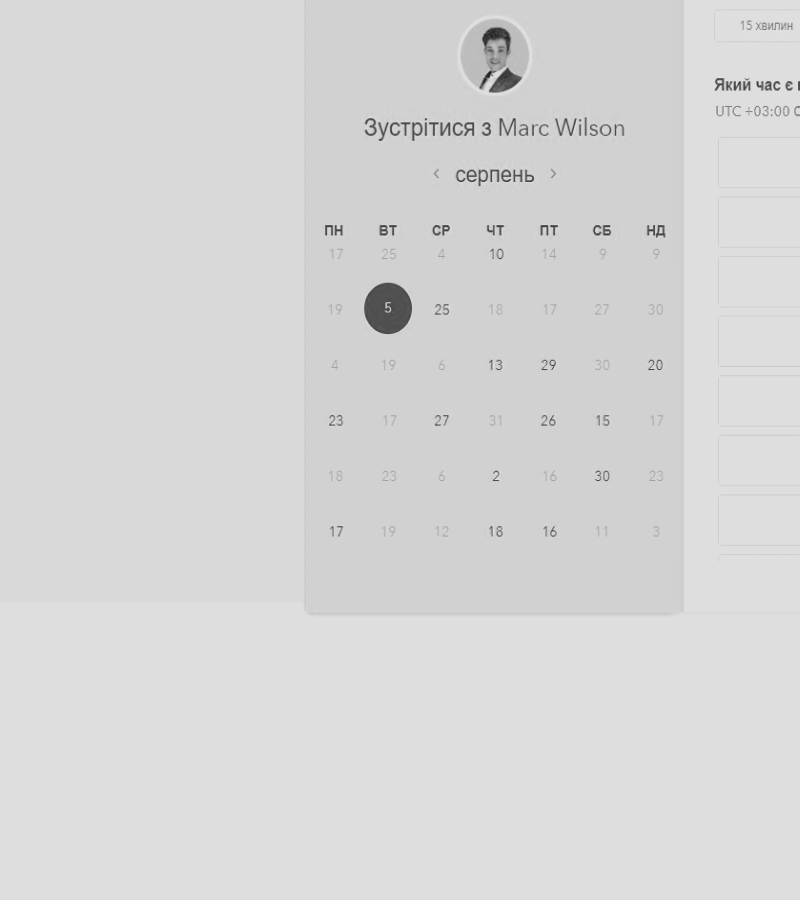 15 хвилин
Який час є
UTC +03:00
Зустрітися з Marc Wilson
‹ серпень ›
ПН ВТ СР ЧТ ПТ СБ НД
17 25 4 10 14 9 9
19 5 25 18 17 27 30
4 19 6 13 29 30 20
23 17 27 31 26 15 17
18 23 6 2 16 30 23
17 19 12 18 16 11 3